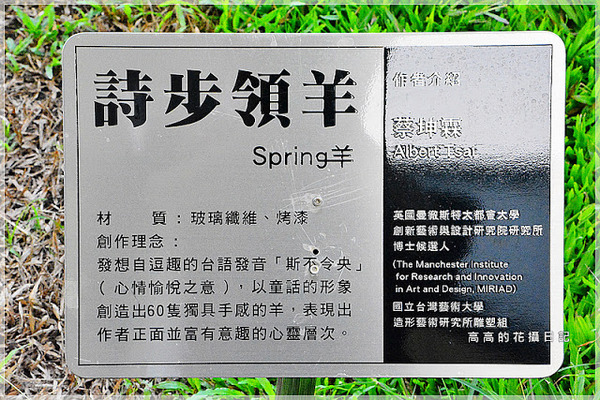 詩步領羊
Spring羊
材　　質：玻璃纖維、烤漆
創作理念：
發想自逗趣的台語發音「斯不令央」
（心情愉悅之意），以童話的形象
創造出60隻獨具手感的羊，表現出
作者正面並富有意趣的心靈層次。
作者介紹
蔡坤霖
Albert Tsai
英國曼徹斯特大都會大學
創新藝術與設計研究院研究所
博士候選人
(The Manchester Institute
for Research and Innovation
in Art and Design, MIRIAD)
國立台灣藝術大學
造形藝術研究所雕塑組
高高的花攝日記